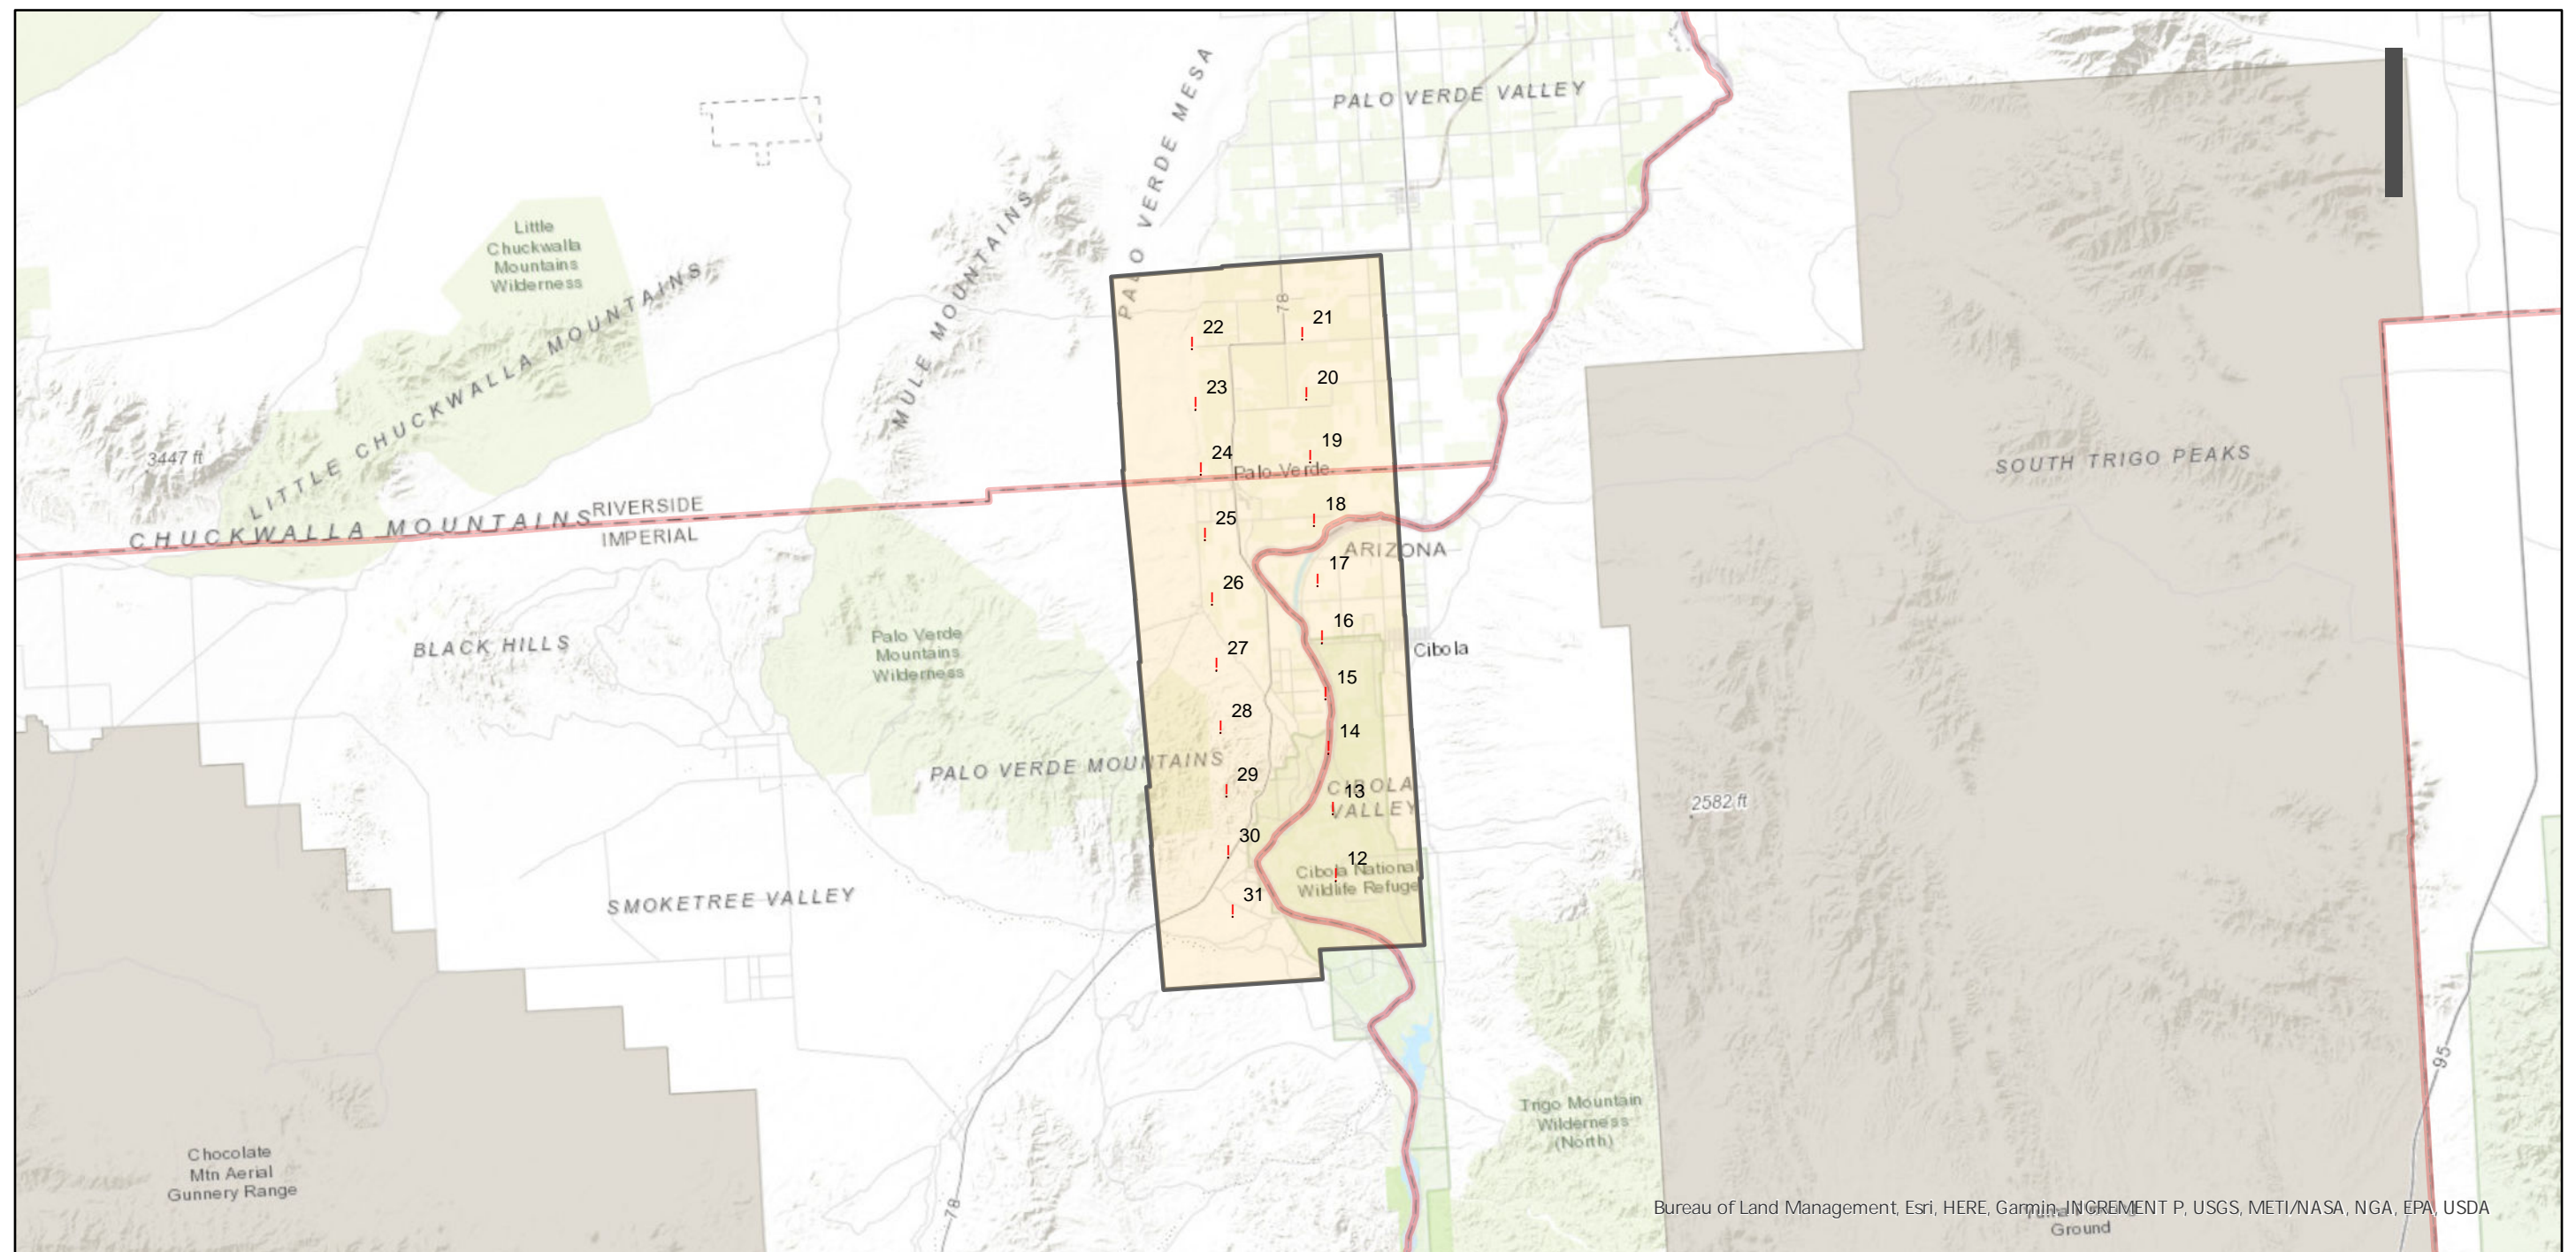 PALO VERDE MESA
PALO VERDE VALLEY
Little
Chuckwalla
Mountains
Wilderness
MULE MOUNTAINS
LITTLE CHUCKWALLA MOUNTAINS
78
21
22
20
23
19
24
Palo Verde
3447 ft
SOUTH TRIGO PEAKS
RIVERSIDE
CHUCKWALLA MOUNTAINS
IMPERIAL
18
25
ARIZONA
17
26
16
Cibola
BLACK HILLS
Palo Verde
Mountains
Wilderness
27
15
28
14
PALO VERDE MOUNTAINS
29
CIBOLA
VALLEY
13
2582 ft
30
12
Cibola National
Wildlife Refuge
31
SMOKETREE VALLEY
95
Trigo Mountain
Wilderness
(North)
Chocolate
Mtn Aerial
Gunnery Range
78
Bureau of Land Management, Esri, HERE, Garmin, INCREMENT P, USGS, METI/NASA, NGA, EPA, USDA
Ground